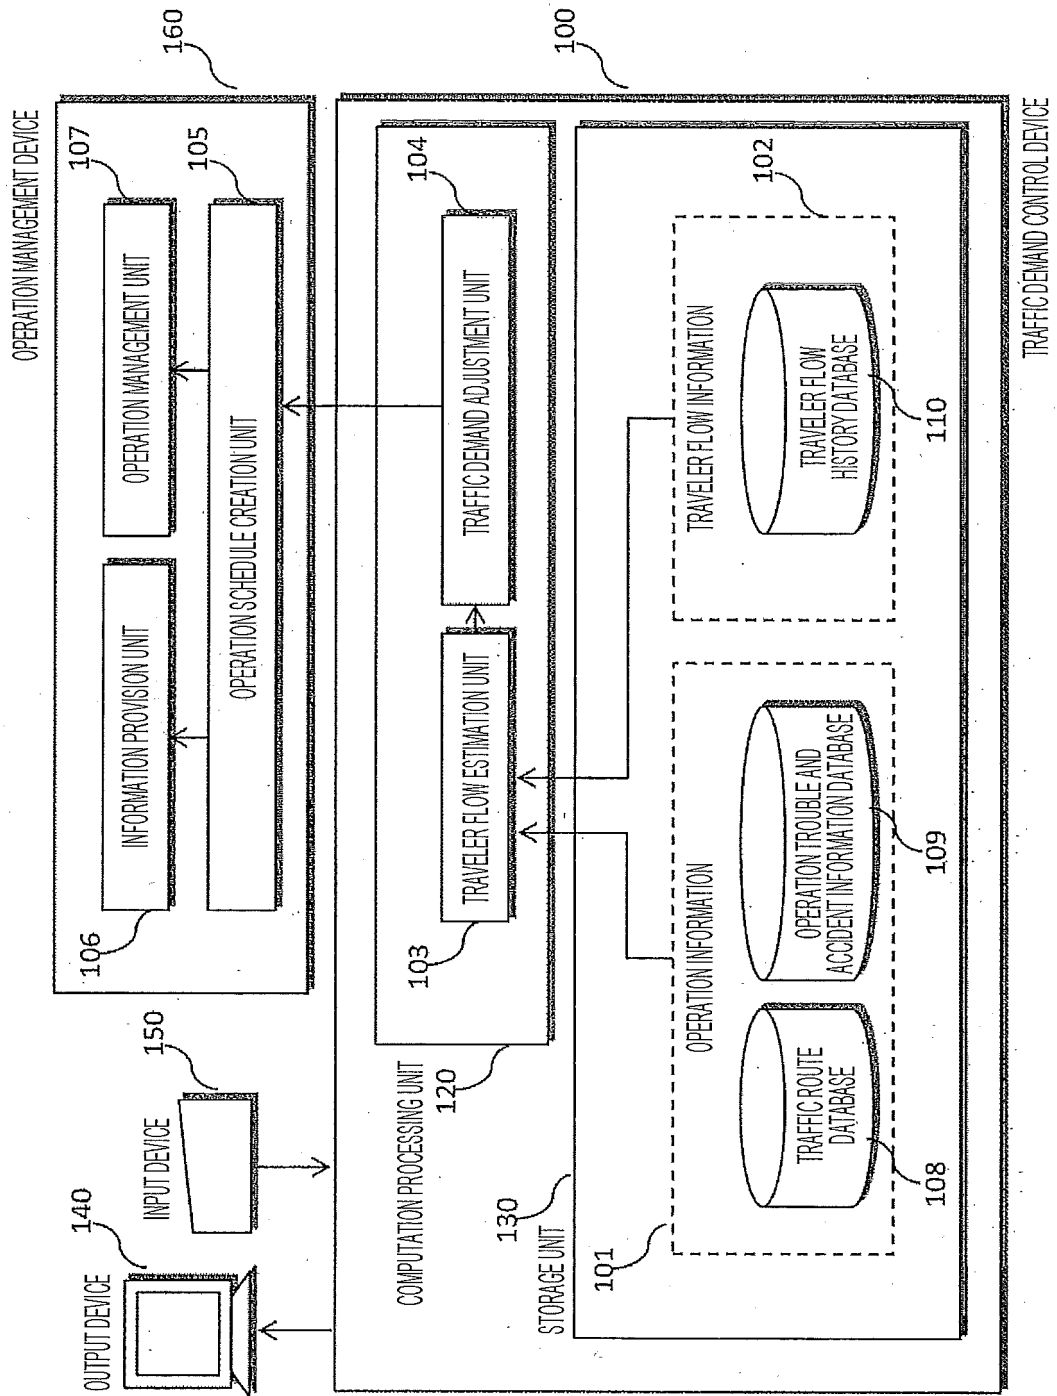 OUTPUT DEVICE
140
INPUT DEVICE
150
OPERATION MANAGEMENT DEVICE
160
106
INFORMATION PROVISION UNIT
OPERATION MANAGEMENT UNIT
107
OPERATION SCHEDULE CREATION UNIT
105
100
COMPUTATION PROCESSING UNIT
120
103
TRAVELER FLOW ESTIMATION UNIT
TRAFFIC DEMAND ADJUSTMENT UNIT
104
STORAGE UNIT
130
101
OPERATION INFORMATION
TRAFFIC ROUTE
DATABASE
108
OPERATION TROUBLE AND
ACCIDENT INFORMATION DATABASE
109
TRAVELER FLOW INFORMATION
102
TRAVELER FLOW
HISTORY DATABASE
110
TRAFFIC DEMAND CONTROL DEVICE